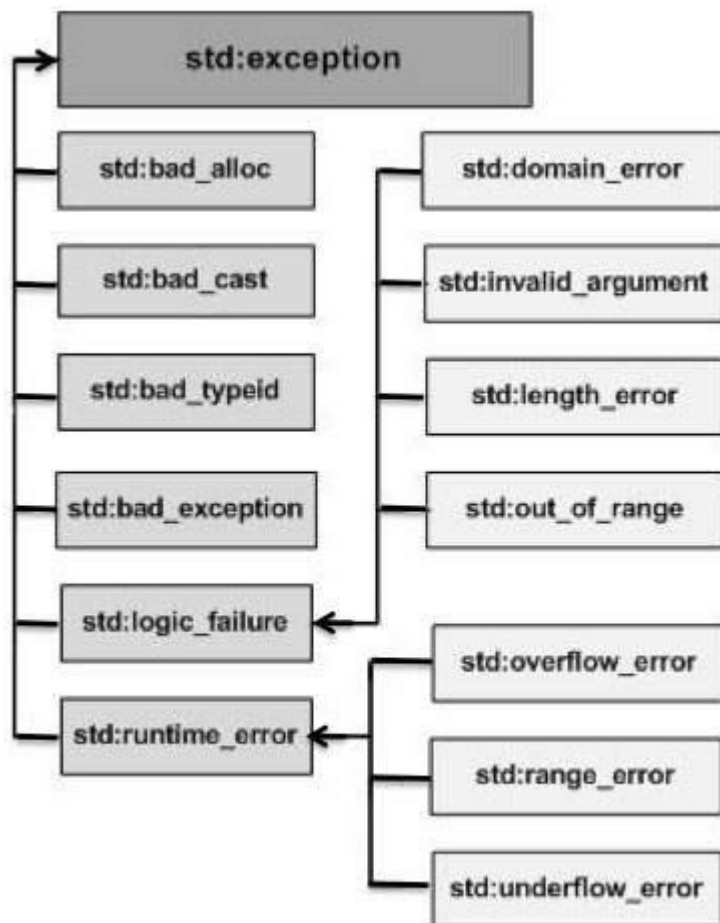 std:exception
std:bad_alloc
std:bad_cast
std:bad_typeid
std:bad_exception
std:logic_failure
std:runtime_error
std:domain_error
std:invalid_argument
std:length_error
std:out_of_range
std:overflow_error
std:range_error
std:underflow_error